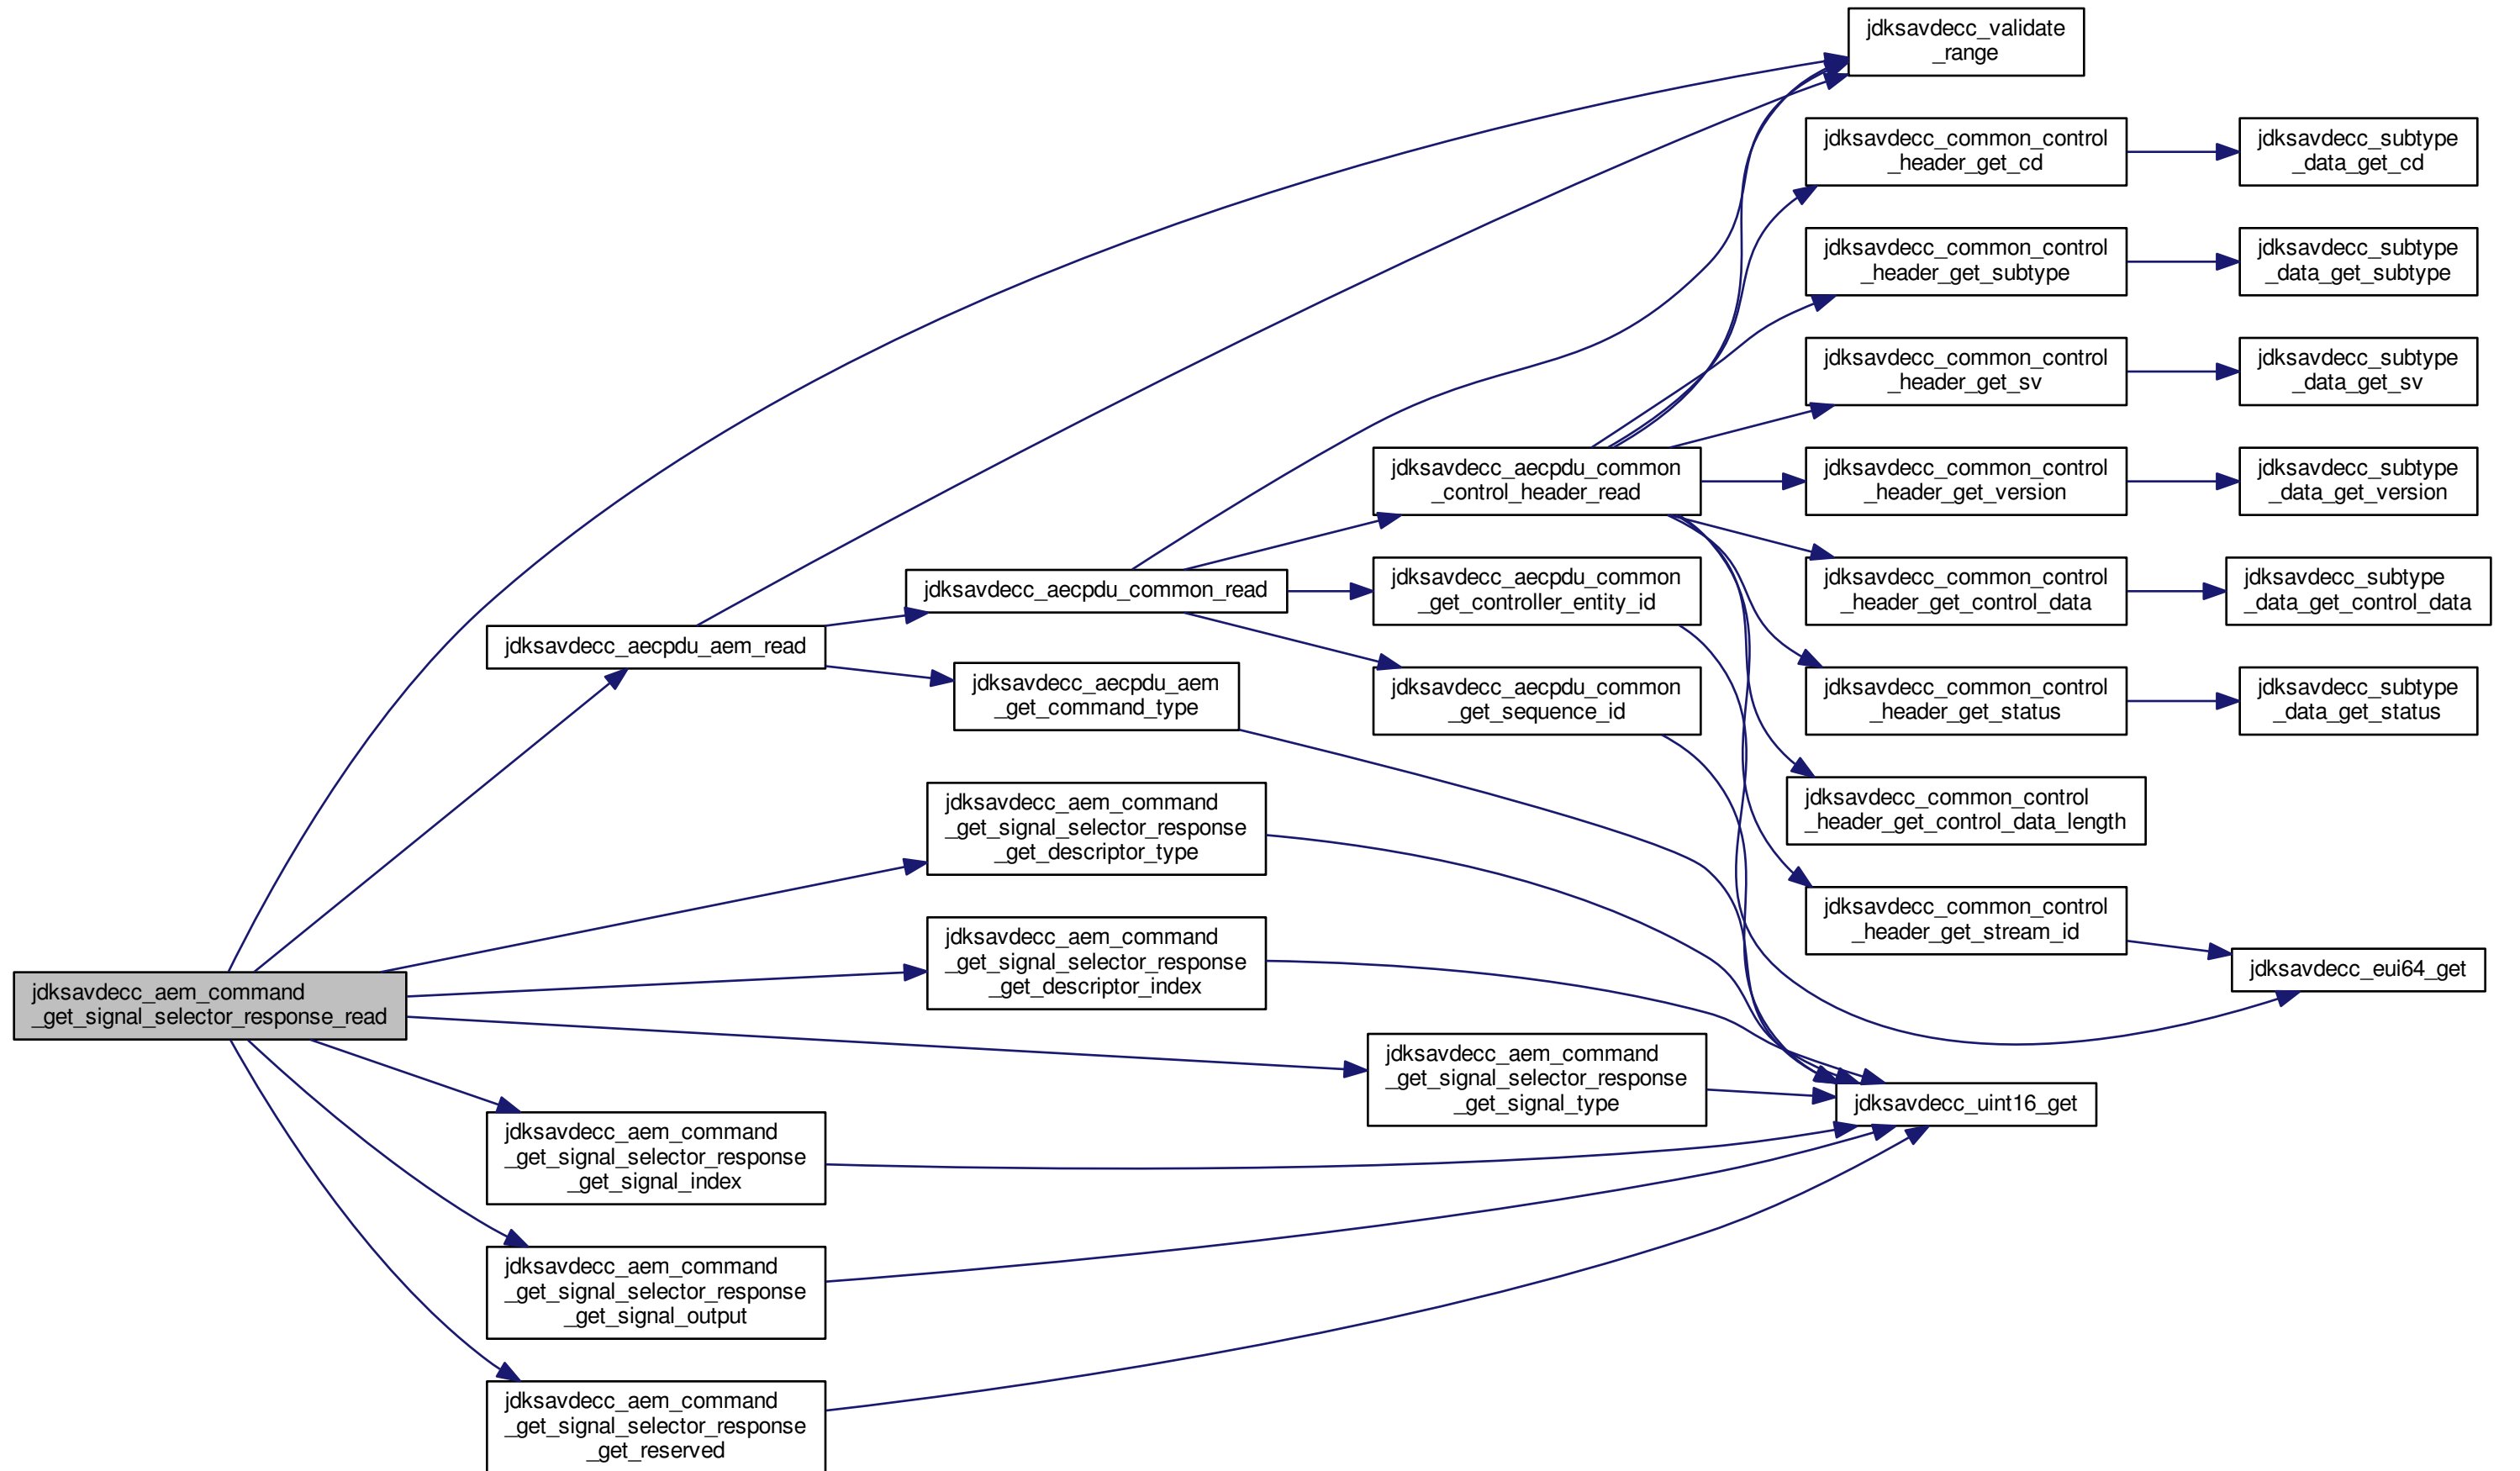 jdksavdecc_validate
_range
jdksavdecc_common_control
_header_get_cd
jdksavdecc_subtype
_data_get_cd
jdksavdecc_common_control
_header_get_subtype
jdksavdecc_subtype
_data_get_subtype
jdksavdecc_common_control
_header_get_sv
jdksavdecc_subtype
_data_get_sv
jdksavdecc_aecpdu_common
_control_header_read
jdksavdecc_common_control
_header_get_version
jdksavdecc_subtype
_data_get_version
jdksavdecc_aecpdu_common_read
jdksavdecc_aecpdu_common
_get_controller_entity_id
jdksavdecc_common_control
_header_get_control_data
jdksavdecc_subtype
_data_get_control_data
jdksavdecc_aecpdu_aem_read
jdksavdecc_aecpdu_aem
_get_command_type
jdksavdecc_aecpdu_common
_get_sequence_id
jdksavdecc_common_control
_header_get_status
jdksavdecc_subtype
_data_get_status
jdksavdecc_aem_command
_get_signal_selector_response
_get_descriptor_type
jdksavdecc_common_control
_header_get_control_data_length
jdksavdecc_aem_command
_get_signal_selector_response
_get_descriptor_index
jdksavdecc_common_control
_header_get_stream_id
jdksavdecc_eui64_get
jdksavdecc_aem_command
_get_signal_selector_response_read
jdksavdecc_aem_command
_get_signal_selector_response
_get_signal_type
jdksavdecc_uint16_get
jdksavdecc_aem_command
_get_signal_selector_response
_get_signal_index
jdksavdecc_aem_command
_get_signal_selector_response
_get_signal_output
jdksavdecc_aem_command
_get_signal_selector_response
_get_reserved